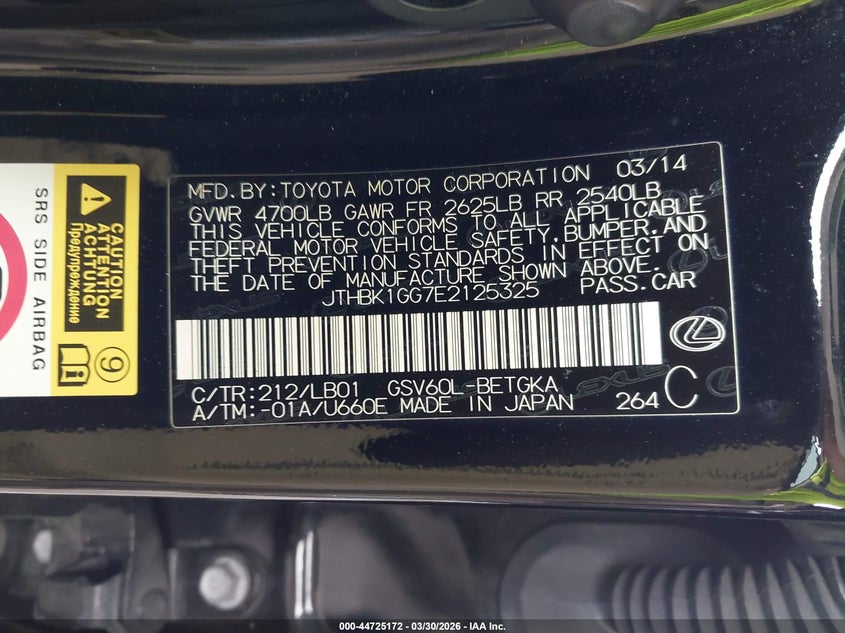 MFD. BY: TOYOTA MOTOR CORPORATION 03/14
GVWR 4700LB GAWR FR 2625LB RR 2540LB
THIS VEHICLE CONFORMS TO ALL APPLICABLE
FEDERAL MOTOR VEHICLE SAFETY, BUMPER, AND
THEFT PREVENTION STANDARDS IN EFFECT ON
THE DATE OF MANUFACTURE SHOWN ABOVE.
JTHBK1GG7E2125325 PASS. CAR
C/TR: 212/LB01 GSV60L-BETGKA
A/TM: -01A/U660E MADE IN JAPAN 264 C
SRS SIDE AIRBAG
CAUTION
ATTENTION
ACHTUNG
Предупреждение
9
000-44725172 - 03/30/2026 - IAA Inc.